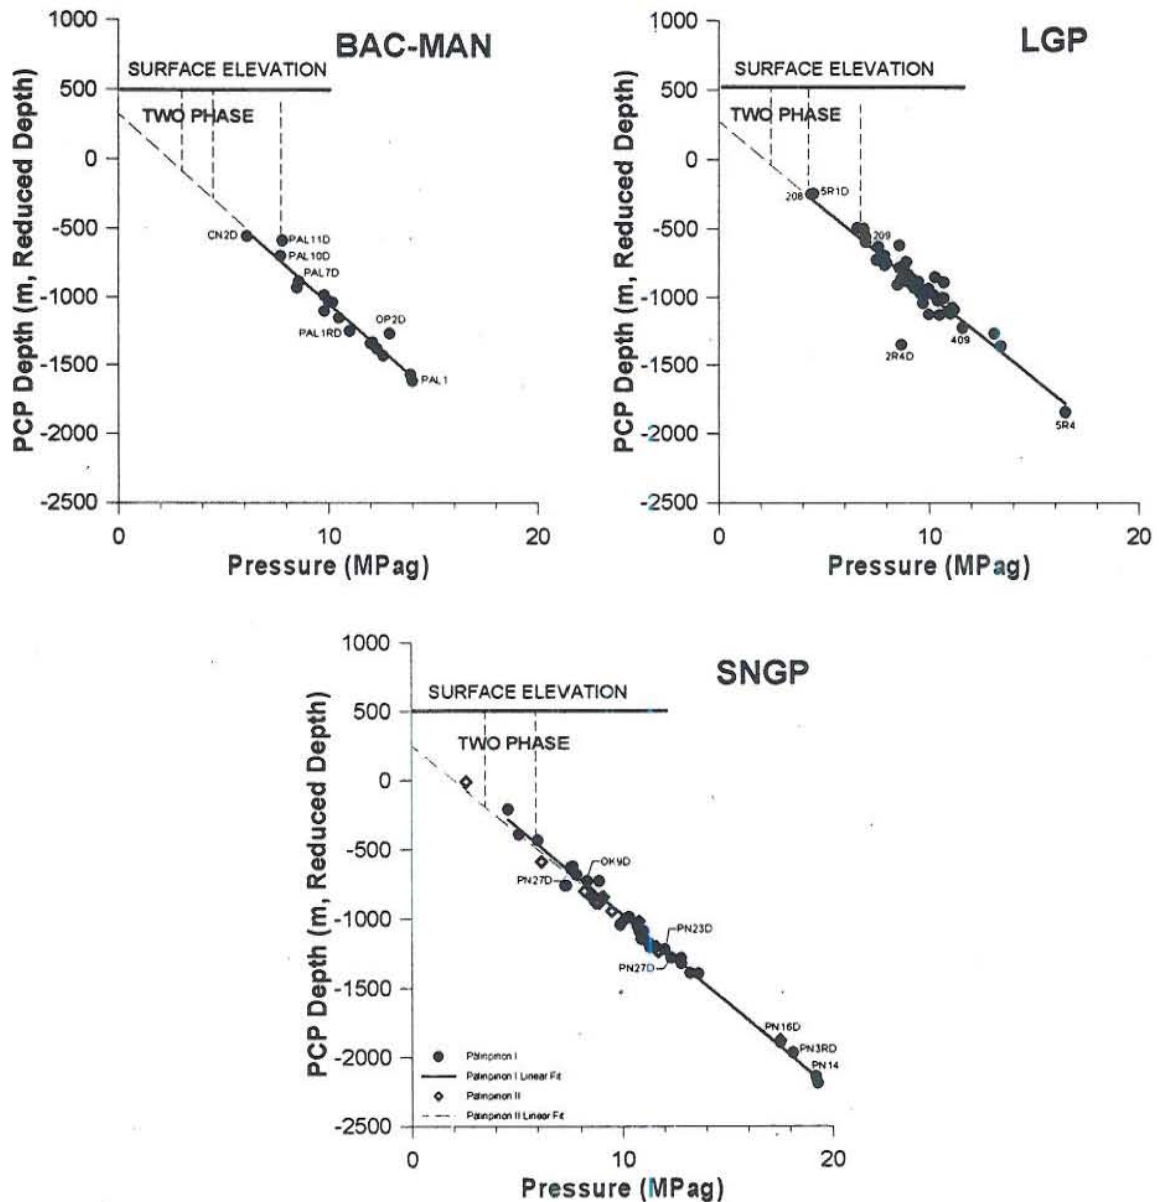 BAC-MAN
1000
SURFACE ELEVATION
500
TWO PHASE
0
-500
CN2D
PAL11D
PAL10D
PAL7D
-1000
OP2D
PAL1RD
-1500
PAL1
-2000
-2500
0 10 20
Pressure (MPag)
PCP Depth (m, Reduced Depth)
LGP
1000
SURFACE ELEVATION
500
TWO PHASE
0
208 5R1D
-500
209
-1000
409
2R4D
-1500
5R4
-2000
-2500
0 10 20
Pressure (MPag)
PCP Depth (m, Reduced Depth)
SNGP
1000
SURFACE ELEVATION
500
TWO PHASE
0
-500
OK9D
PN27D
-1000
PN23D
PN27D
-1500
PN16D
PN3RD
-2000
PN14
Palinpinon I
Palinpinon I Linear Fit
Palinpinon II
Palinpinon II Linear Fit
-2500
0 10 20
Pressure (MPag)
PCP Depth (m, Reduced Depth)